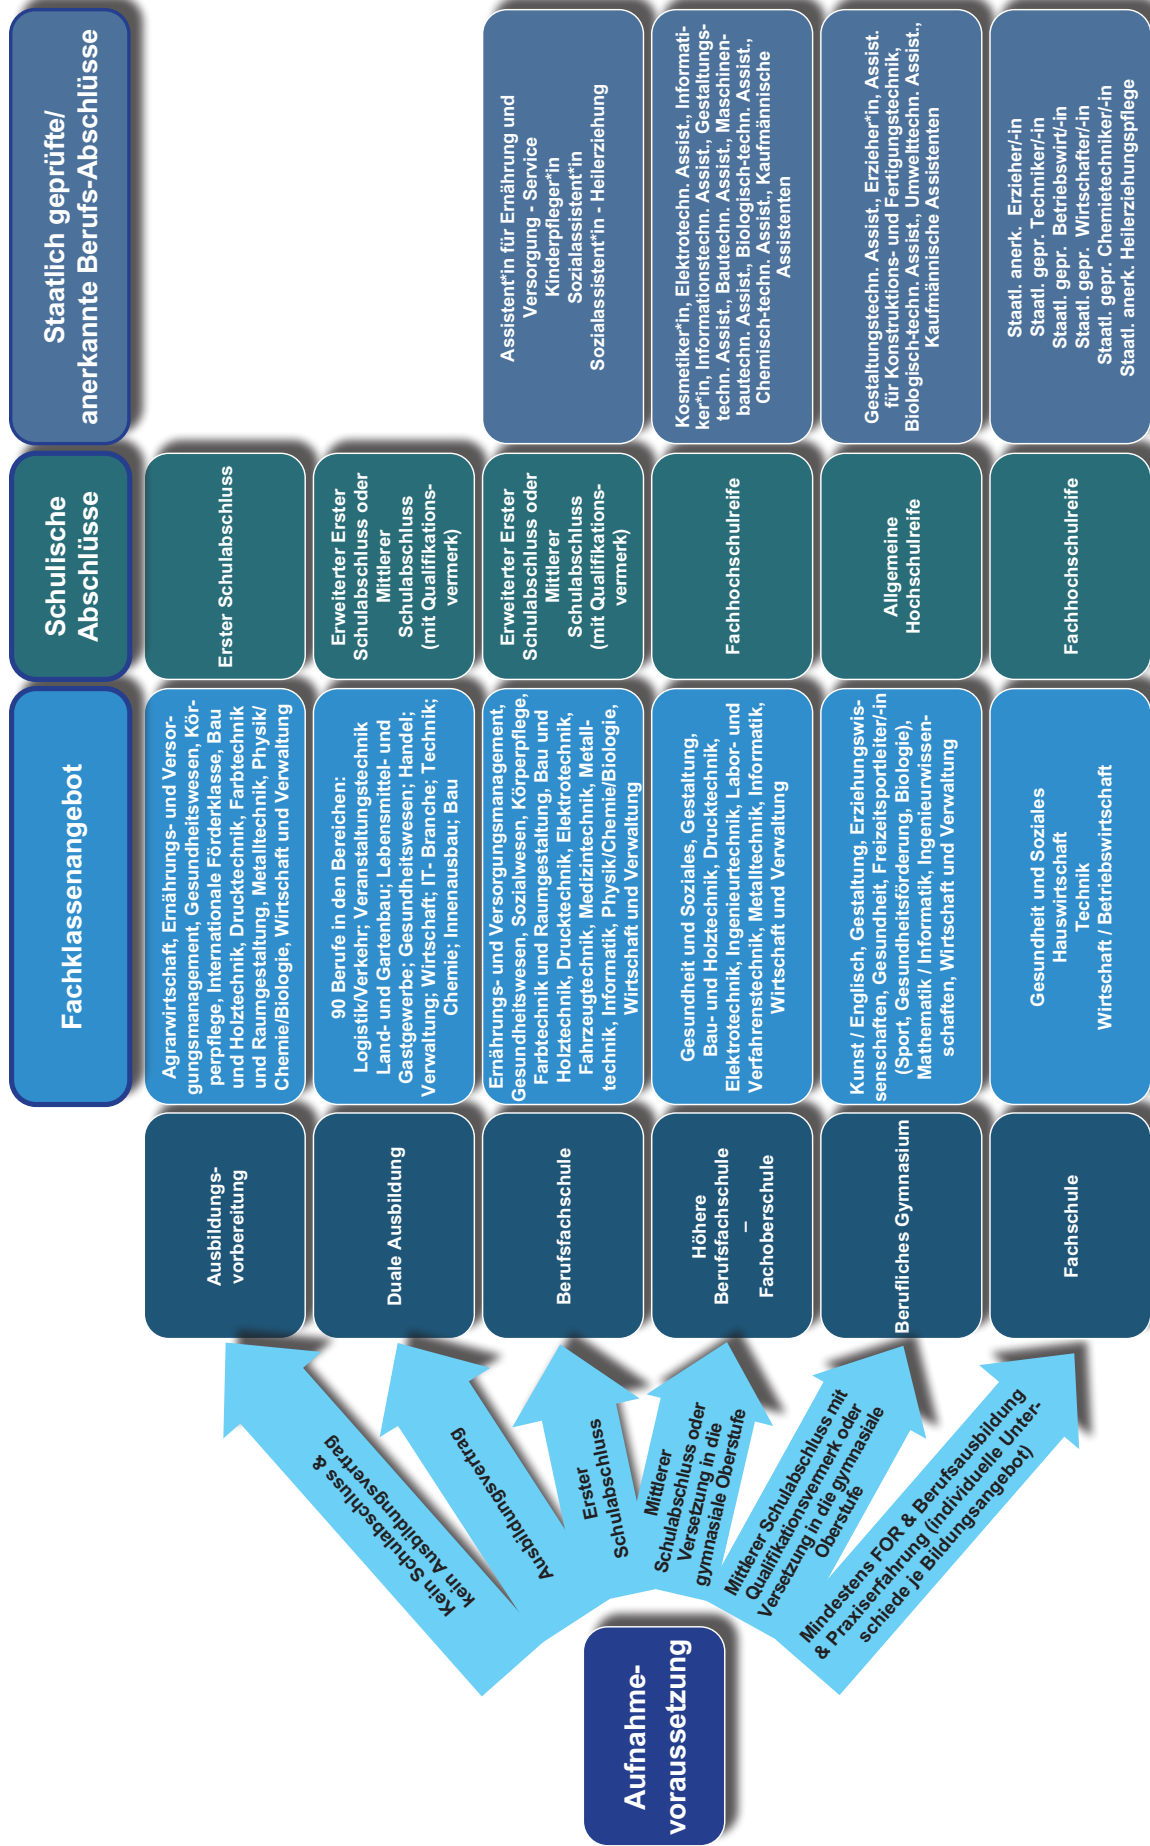 Aufnahme-
voraussetzung
Fachklassenangebot
Schulische
Abschlüsse
Staatlich geprüfte/
anerkannte Berufs-Abschlüsse
Kein Schulabschluss &
kein Ausbildungsvertrag
Ausbildungs-
vorbereitung
Agrarwirtschaft, Ernährungs- und Versor-
gungsmanagement, Gesundheitswesen, Kör-
perpflege, Internationale Förderklasse, Bau
und Holztechnik, Drucktechnik, Farbtechnik
und Raumgestaltung, Metalltechnik, Physik/
Chemie/Biologie, Wirtschaft und Verwaltung
Erster Schulabschluss
Ausbildungsvertrag
Duale Ausbildung
90 Berufe in den Bereichen:
Logistik/Verkehr; Veranstaltungstechnik
Land- und Gartenbau; Lebensmittel- und
Gastgewerbe; Gesundheitswesen; Handel;
Verwaltung; Wirtschaft; IT- Branche; Technik;
Chemie; Innenausbau; Bau
Erweiterter Erster
Schulabschluss oder
Mittlerer
Schulabschluss
(mit Qualifikations-
vermerk)
Erster
Schulabschluss
Berufsfachschule
Ernährungs- und Versorgungsmanagement,
Gesundheitswesen, Sozialwesen, Körperpflege,
Farbtechnik und Raumgestaltung, Bau und
Holztechnik, Drucktechnik, Elektrotechnik,
Fahrzeugtechnik, Medizintechnik, Metall-
technik, Informatik, Physik/Chemie/Biologie,
Wirtschaft und Verwaltung
Erweiterter Erster
Schulabschluss oder
Mittlerer
Schulabschluss
(mit Qualifikations-
vermerk)
Assistent*in für Ernährung und
Versorgung - Service
Kinderpfleger*in
Sozialassistent*in
Sozialassistent*in - Heilerziehung
Mittlerer
Schulabschluss oder
Versetzung in die
gymnasiale Oberstufe
Höhere
Berufsfachschule
–
Fachoberschule
Gesundheit und Soziales, Gestaltung,
Bau- und Holztechnik, Drucktechnik,
Elektrotechnik, Ingenieurtechnik, Labor- und
Verfahrenstechnik, Metalltechnik, Informatik,
Wirtschaft und Verwaltung
Fachhochschulreife
Kosmetiker*in, Elektrotechn. Assist., Informati-
ker*in, Informationstechn. Assist., Gestaltungs-
techn. Assist., Bautechn. Assist., Maschinen-
bautechn. Assist., Biologisch-techn. Assist.,
Chemisch-techn. Assist., Kaufmännische
Assistenten
Mittlerer Schulabschluss mit
Qualifikationsvermerk oder
Versetzung in die gymnasiale
Oberstufe
Berufliches Gymnasium
Kunst / Englisch, Gestaltung, Erziehungswis-
senschaften, Gesundheit, Freizeitsportleiter/-in
(Sport, Gesundheitsförderung, Biologie),
Mathematik / Informatik, Ingenieurwissen-
schaften, Wirtschaft und Verwaltung
Allgemeine
Hochschulreife
Gestaltungstechn. Assist., Erzieher*in, Assist.
für Konstruktions- und Fertigungstechnik,
Biologisch-techn. Assist., Umwelttechn. Assist.,
Kaufmännische Assistenten
Mindestens FOR & Berufsausbildung
& Praxiserfahrung (individuelle Unter-
schiede je Bildungsangebot)
Fachschule
Gesundheit und Soziales
Hauswirtschaft
Technik
Wirtschaft / Betriebswirtschaft
Fachhochschulreife
Staatl. anerk. Erzieher/-in
Staatl. gepr. Techniker/-in
Staatl. gepr. Betriebswirt/-in
Staatl. gepr. Wirtschafter/-in
Staatl. gepr. Chemietechniker/-in
Staatl. anerk. Heilerziehungspflege